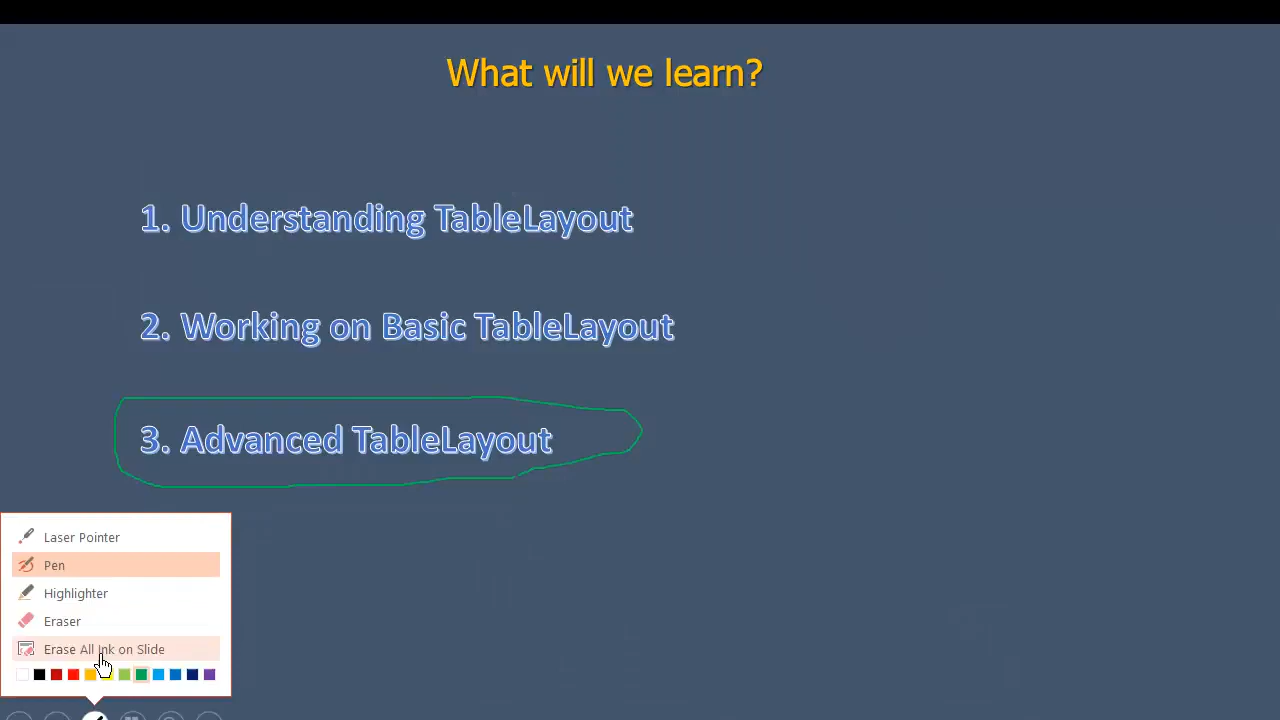 What will we learn?
1. Understanding TableLayout
2. Working on Basic TableLayout
3. Advanced TableLayout
Laser Pointer
Pen
Highlighter
Eraser
Erase All Ink on Slide